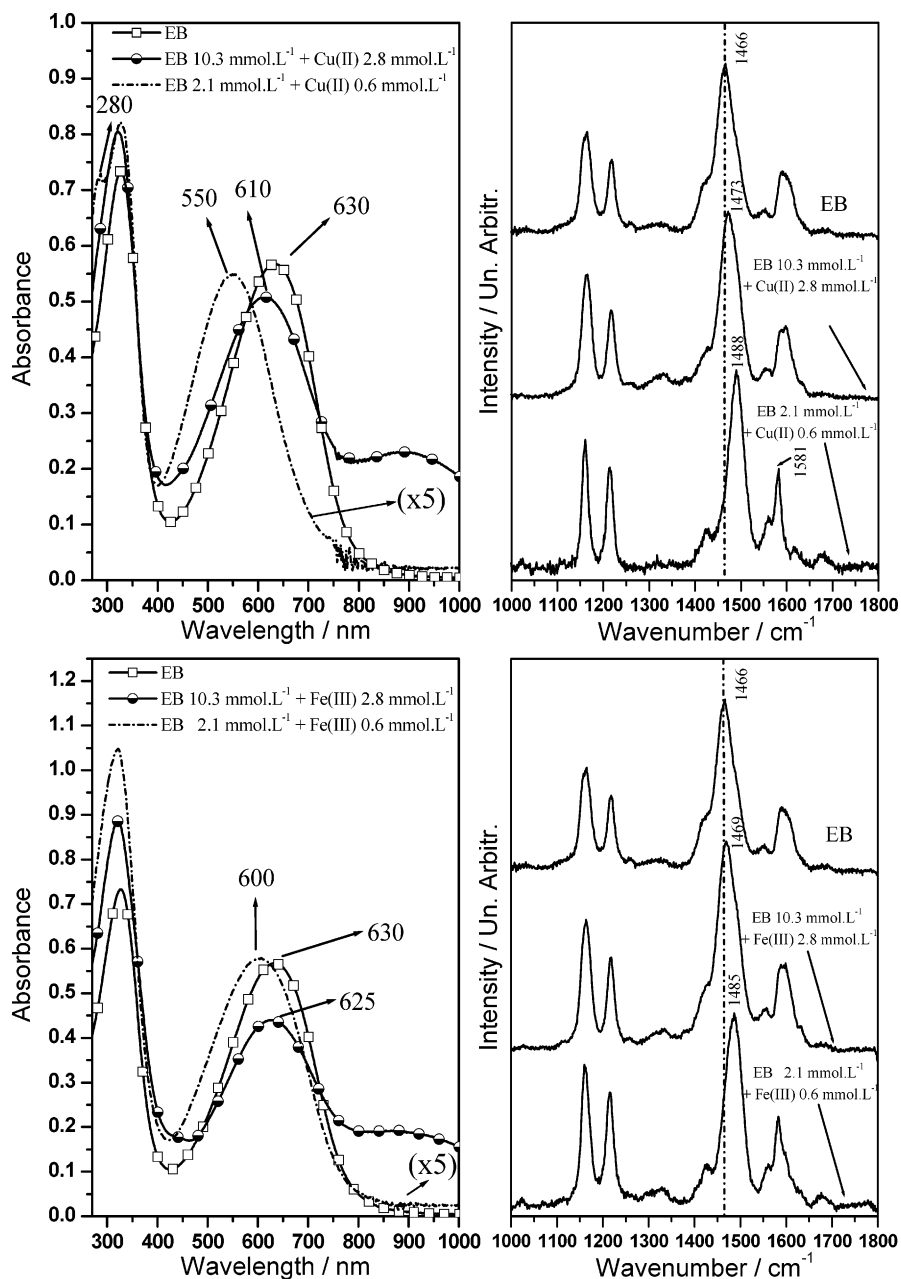 EB
EB 10.3 mmol.L-1 + Cu(II) 2.8 mmol.L-1
EB 2.1 mmol.L-1 + Cu(II) 0.6 mmol.L-1
280
550
610
630
(x5)
1.0
0.9
0.8
0.7
0.6
0.5
0.4
0.3
0.2
0.1
0.0
Absorbance
300 400 500 600 700 800 900 1000
Wavelength / nm
1466
EB
1473
EB 10.3 mmol.L-1
+ Cu(II) 2.8 mmol.L-1
1488
EB 2.1 mmol.L-1
+ Cu(II) 0.6 mmol.L-1
1581
Intensity / Un. Arbitr.
1000 1100 1200 1300 1400 1500 1600 1700 1800
Wavenumber / cm-1
EB
EB 10.3 mmol.L-1 + Fe(III) 2.8 mmol.L-1
EB 2.1 mmol.L-1 + Fe(III) 0.6 mmol.L-1
600
630
625
(x5)
1.2
1.1
1.0
0.9
0.8
0.7
0.6
0.5
0.4
0.3
0.2
0.1
0.0
Absorbance
300 400 500 600 700 800 900 1000
Wavelength / nm
1466
EB
1469
EB 10.3 mmol.L-1
+ Fe(III) 2.8 mmol.L-1
1485
EB 2.1 mmol.L-1
+ Fe(III) 0.6 mmol.L-1
Intensity / Un. Arbitr.
1000 1100 1200 1300 1400 1500 1600 1700 1800
Wavenumber / cm-1